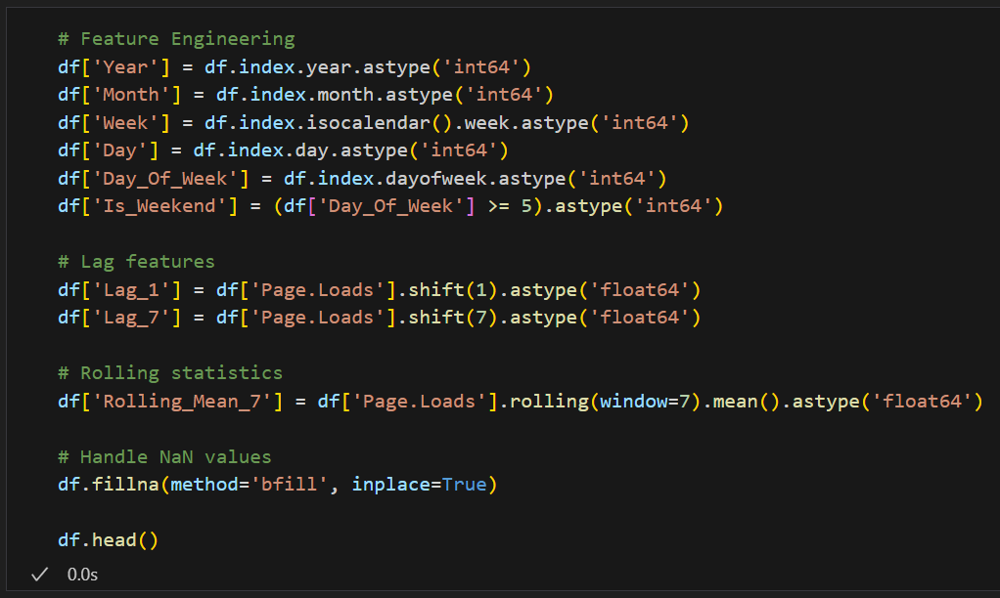 # Feature Engineering
df['Year'] = df.index.year.astype('int64')
df['Month'] = df.index.month.astype('int64')
df['Week'] = df.index.isocalendar().week.astype('int64')
df['Day'] = df.index.day.astype('int64')
df['Day_Of_Week'] = df.index.dayofweek.astype('int64')
df['Is_Weekend'] = (df['Day_Of_Week'] >= 5).astype('int64')
# Lag features
df['Lag_1'] = df['Page.Loads'].shift(1).astype('float64')
df['Lag_7'] = df['Page.Loads'].shift(7).astype('float64')
# Rolling statistics
df['Rolling_Mean_7'] = df['Page.Loads'].rolling(window=7).mean().astype('float64')
# Handle NaN values
df.fillna(method='bfill', inplace=True)
df.head()
0.0s